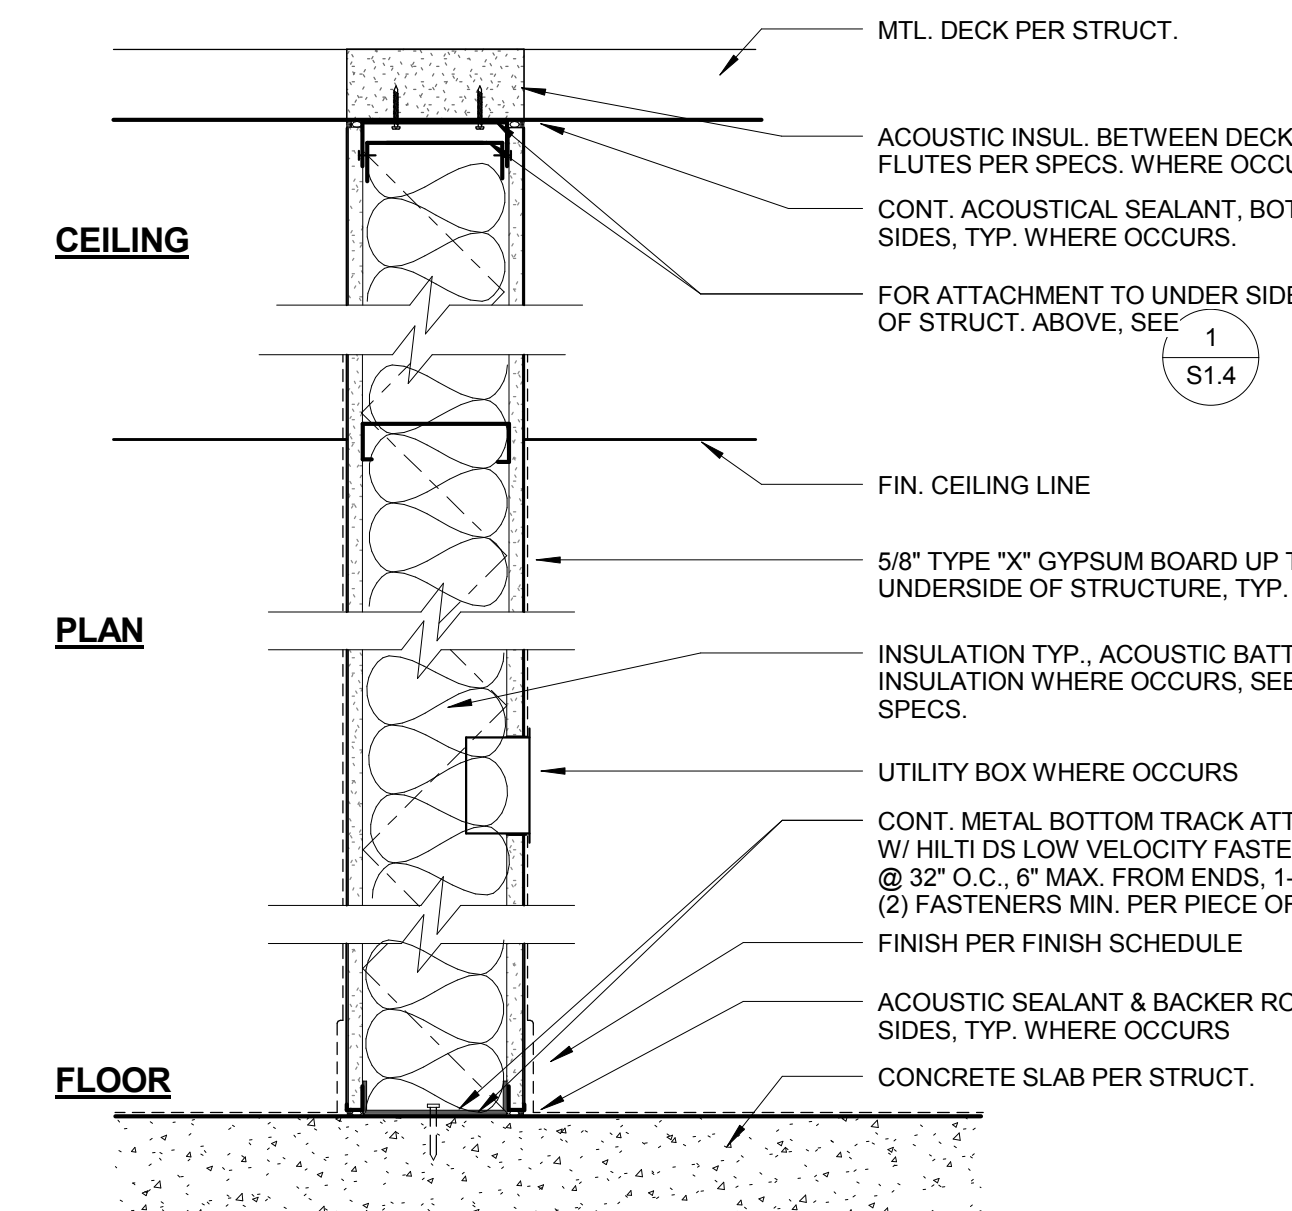 MTL. DECK PER STRUCT.
ACOUSTIC INSUL. BETWEEN DECK
FLUTES PER SPECS. WHERE
CONT. ACOUSTICAL SEALANT,
SIDES, TYP. WHERE OCCURS.
CEILING
FOR ATTACHMENT TO UNDER
OF STRUCT. ABOVE, SEE
1
S1.4
FIN. CEILING LINE
5/8" TYPE "X" GYPSUM BOARD UP
UNDERSIDE OF STRUCTURE, TYP.
PLAN
INSULATION TYP., ACOUSTIC
INSULATION WHERE OCCURS,
SPECS.
UTILITY BOX WHERE OCCURS
CONT. METAL BOTTOM TRACK
W/ HILTI DS LOW VELOCITY
@ 32" O.C., 6" MAX. FROM ENDS,
(2) FASTENERS MIN. PER PIECE
FINISH PER FINISH SCHEDULE
ACOUSTIC SEALANT & BACKER
SIDES, TYP. WHERE OCCURS
FLOOR
CONCRETE SLAB PER STRUCT.